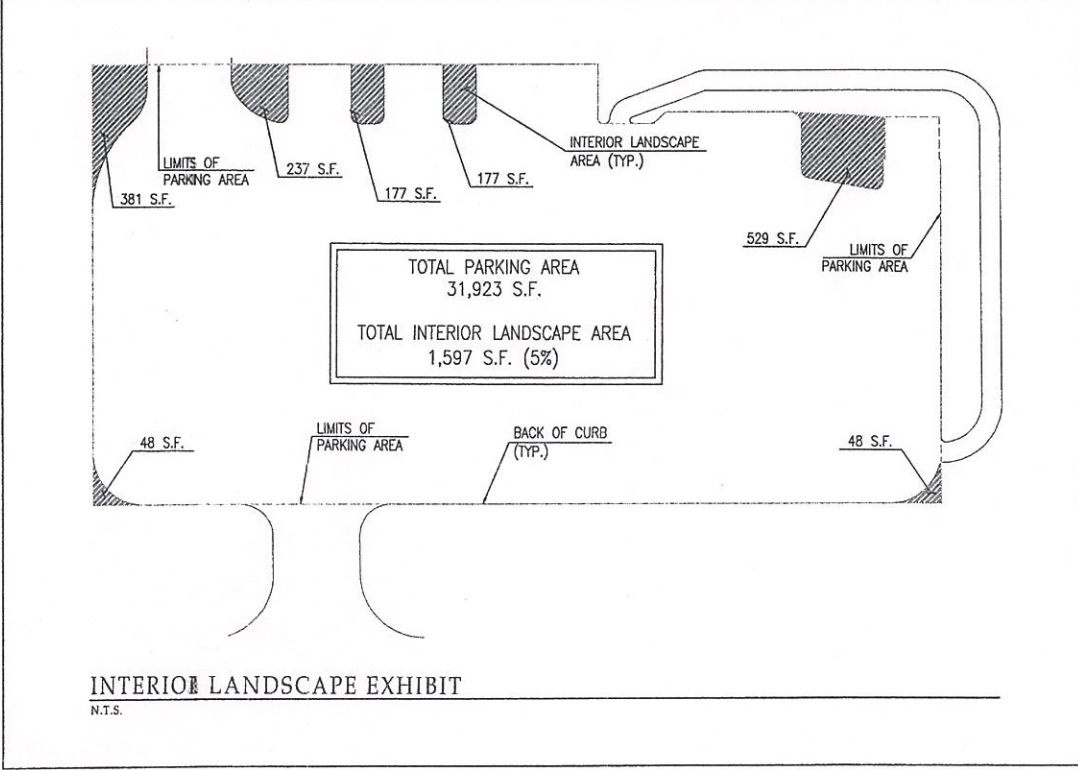 INTERIOR LANDSCAPE
AREA (TYP.)
LIMITS OF
PARKING AREA
237 S.F.
177 S.F.
177 S.F.
381 S.F.
529 S.F.
LIMITS OF
PARKING AREA
TOTAL PARKING AREA
31,923 S.F.
TOTAL INTERIOR LANDSCAPE AREA
1,597 S.F. (5%)
48 S.F.
LIMITS OF
PARKING AREA
BACK OF CURB
(TYP.)
48 S.F.
INTERIOR LANDSCAPE EXHIBIT
N.T.S.